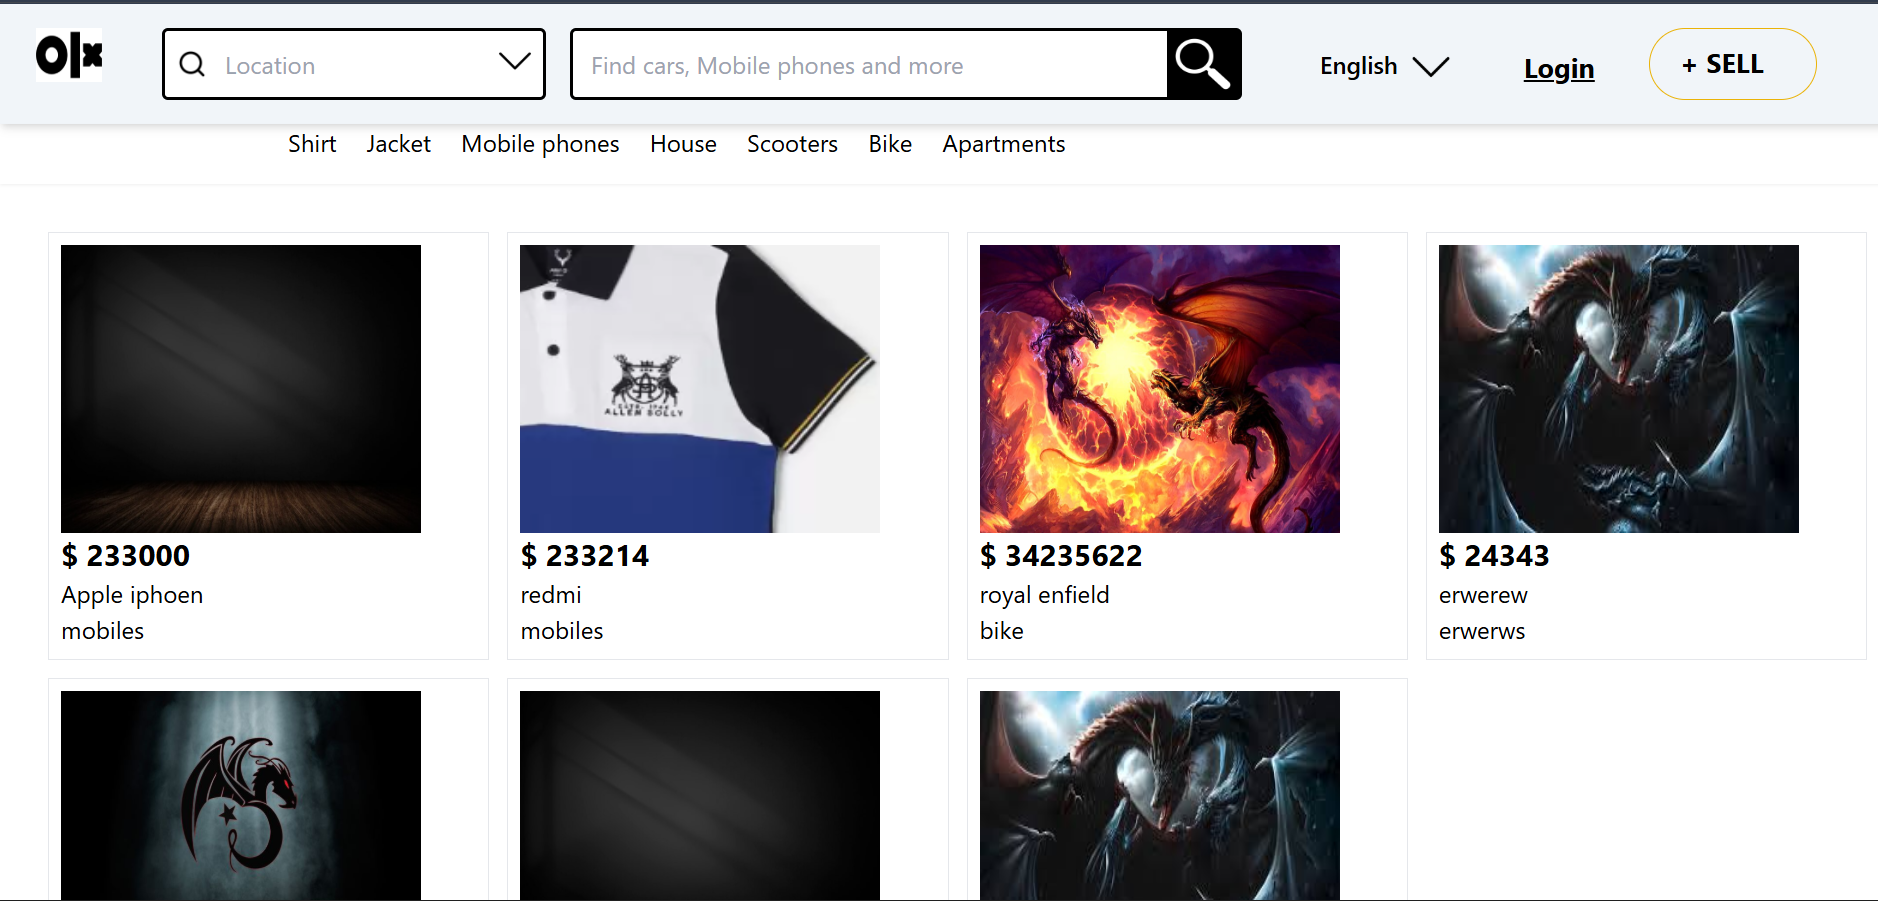 olx
Location
Find cars, Mobile phones and more
English
Login
+ SELL
Shirt Jacket Mobile phones House Scooters Bike Apartments
ALLEN SOLLY
$ 233000
Apple iphoen
mobiles
$ 233214
redmi
mobiles
$ 34235622
royal enfield
bike
$ 24343
erwerew
erwerws